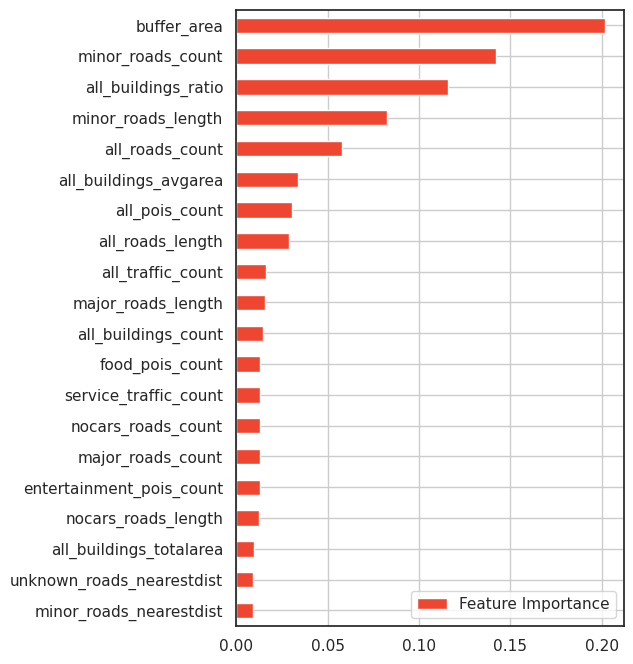 buffer_area
minor_roads_count
all_buildings_ratio
minor_roads_length
all_roads_count
all_buildings_avgarea
all_pois_count
all_roads_length
all_traffic_count
major_roads_length
all_buildings_count
food_pois_count
service_traffic_count
nocars_roads_count
major_roads_count
entertainment_pois_count
nocars_roads_length
all_buildings_totalarea
unknown_roads_nearestdist
minor_roads_nearestdist
Feature Importance
0.00 0.05 0.10 0.15 0.20